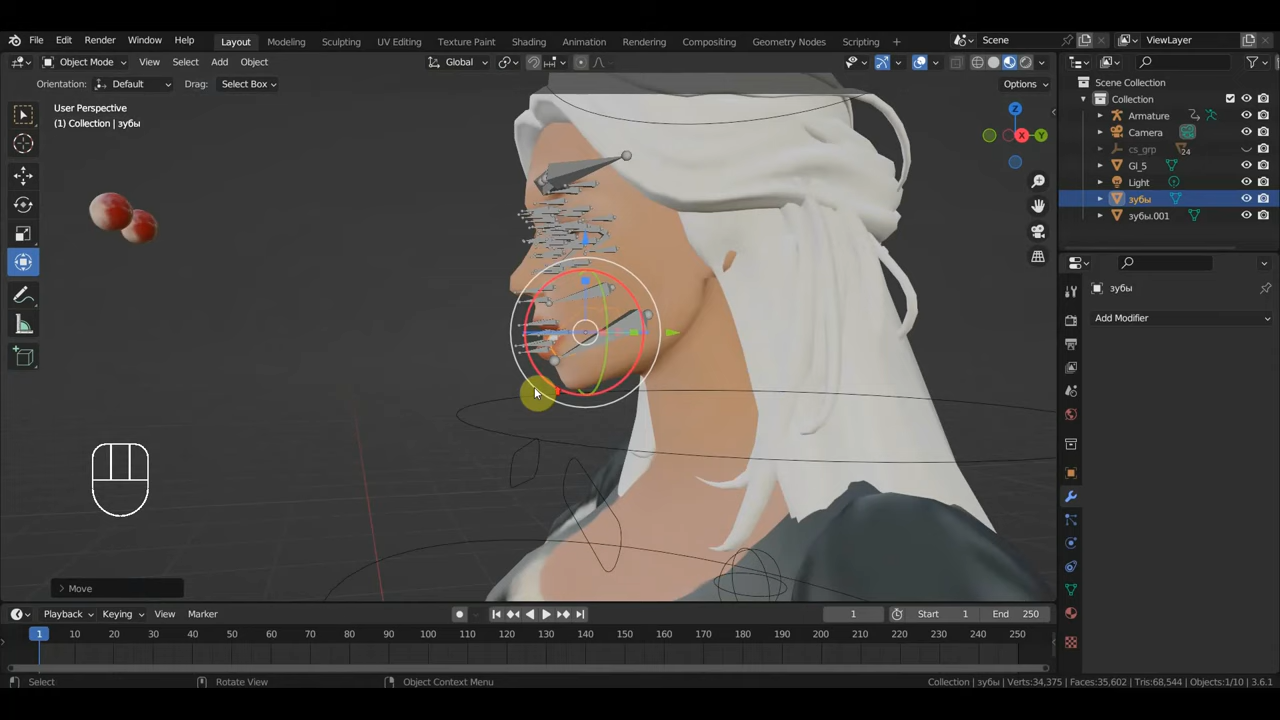 File Edit Render Window Help Layout Modeling Sculpting UV Editing Texture Paint Shading Animation Rendering Compositing Geometry Nodes Scripting + Scene ViewLayer
Object Mode View Select Add Object Global
Orientation: Default Drag: Select Box Options
User Perspective
(1) Collection | зубы
Z
X
Y
Scene Collection
Collection
Armature
Camera
cs_grp 24
GI_5
Light
зубы
зубы.001
зубы
Add Modifier
Move
Playback Keying View Marker 1 Start 1 End 250
1 10 20 30 40 50 60 70 80 90 100 110 120 130 140 150 160 170 180 190 200 210 220 230 240 250
Select Rotate View Object Context Menu Collection | зубы | Verts:34,375 | Faces:35,602 | Tris:68,544 | Objects:1/10 | 3.6.1